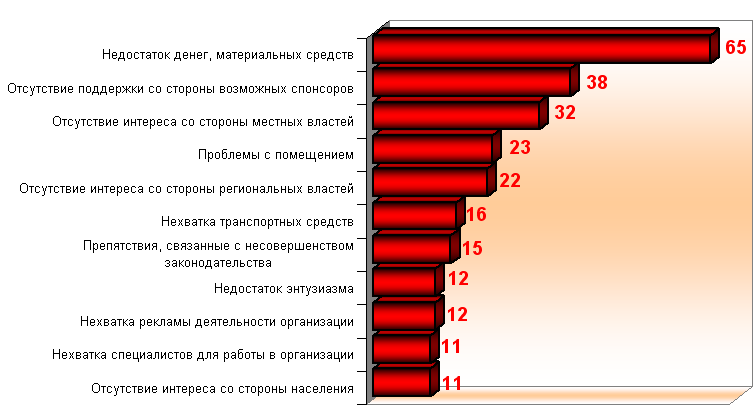 Недостаток денег, материальных средств
65
Отсутствие поддержки со стороны возможных спонсоров
38
Отсутствие интереса со стороны местных властей
32
Проблемы с помещением
23
Отсутствие интереса со стороны региональных властей
22
Нехватка транспортных средств
16
Препятствия, связанные с несовершенством
законодательства
15
Недостаток энтузиазма
12
Нехватка рекламы деятельности организации
12
Нехватка специалистов для работы в организации
11
Отсутствие интереса со стороны населения
11